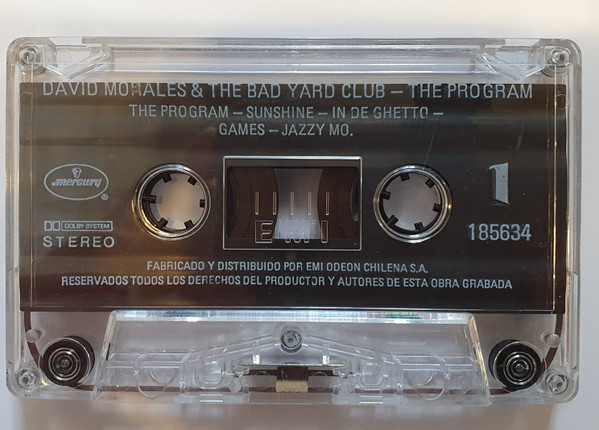 DAVID MORALES & THE BAD YARD CLUB – THE PROGRAM
THE PROGRAM – SUNSHINE – IN DE GHETTO –
GAMES – JAZZY MO.
mercury ®
1
EMI
DOLBY SYSTEM
STEREO
185634
FABRICADO Y DISTRIBUIDO POR EMI ODEON CHILENA S.A.
RESERVADOS TODOS LOS DERECHOS DEL PRODUCTOR Y AUTORES DE ESTA OBRA GRABADA